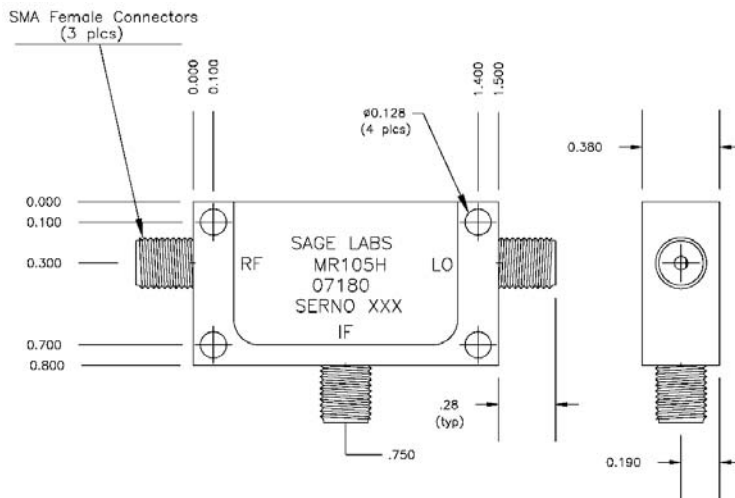 SMA Female Connectors
(3 plcs)
0.000
0.100
1.400
1.500
ø0.128
(4 plcs)
0.380
0.000
0.100
0.300
0.700
0.800
SAGE LABS
RF MR105H LO
07180
SERNO XXX
IF
.28
(typ)
.750
0.190